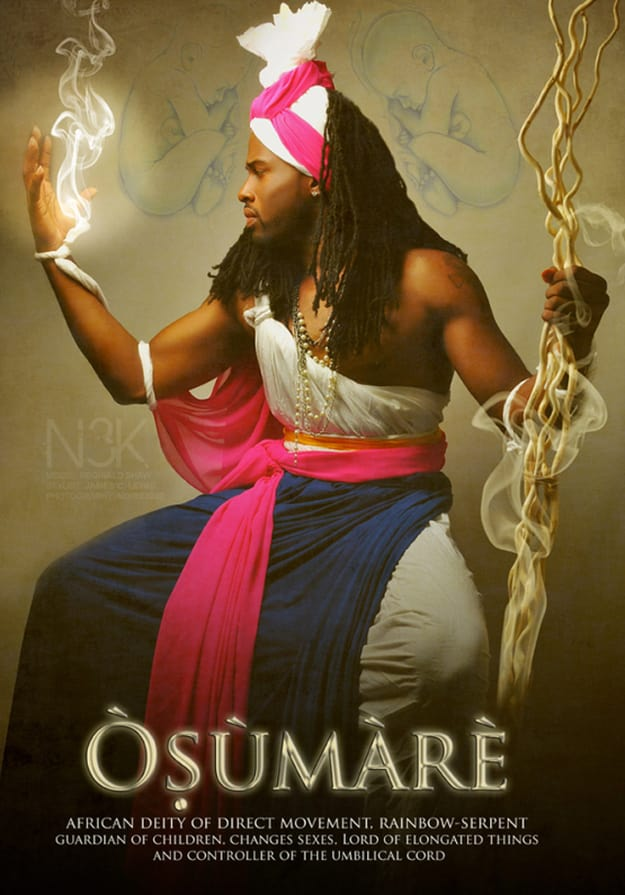 N3K
ÒṢÙMÀRÈ
AFRICAN DEITY OF DIRECT MOVEMENT, RAINBOW-SERPENT
GUARDIAN OF CHILDREN, CHANGES SEXES, LORD OF ELONGATED THINGS
AND CONTROLLER OF THE UMBILICAL CORD